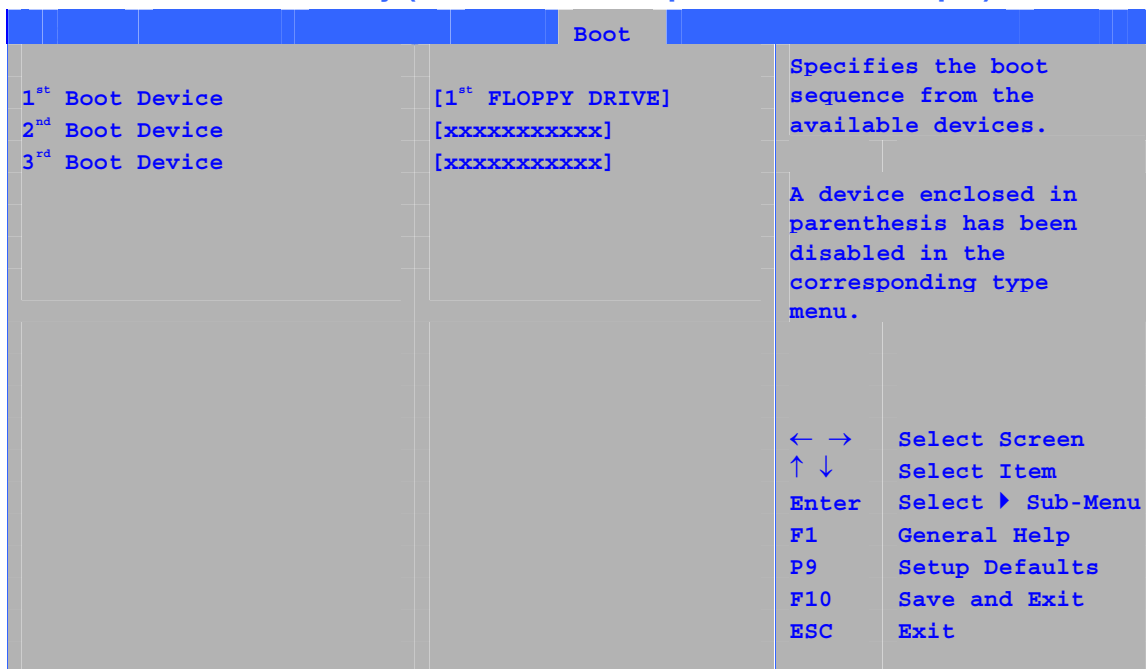 Boot
1st Boot Device [1st FLOPPY DRIVE]
2nd Boot Device [xxxxxxxxxxx]
3rd Boot Device [xxxxxxxxxxx]
Specifies the boot
sequence from the
available devices.
A device enclosed in
parenthesis has been
disabled in the
corresponding type
menu.
← → Select Screen
↑ ↓ Select Item
Enter Select ▶ Sub-Menu
F1 General Help
P9 Setup Defaults
F10 Save and Exit
ESC Exit